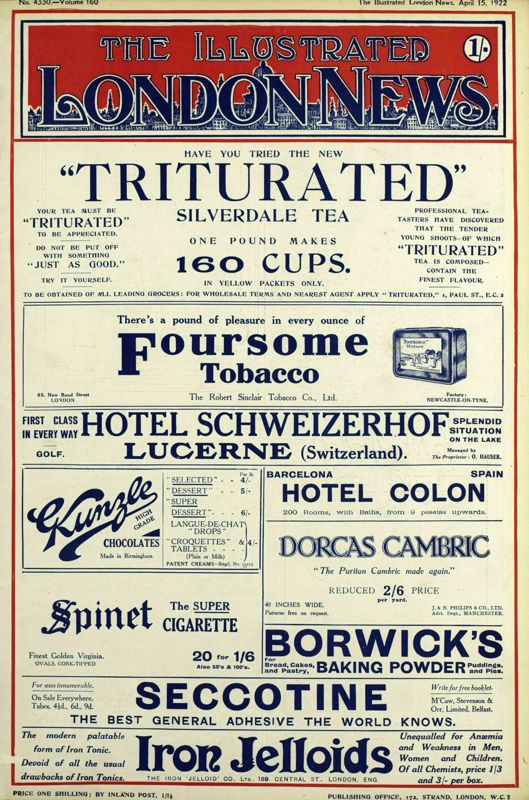 No. 4330.—Volume 160
The Illustrated London News, April 15, 1922
THE ILLUSTRATED
LONDON NEWS
1/-
HAVE YOU TRIED THE NEW
"TRITURATED"
SILVERDALE TEA
ONE POUND MAKES
160 CUPS.
IN YELLOW PACKETS ONLY.
YOUR TEA MUST BE
"TRITURATED"
TO BE APPRECIATED.
DO NOT BE PUT OFF
WITH SOMETHING
"JUST AS GOOD."
TRY IT YOURSELF.
PROFESSIONAL TEA-
TASTERS HAVE DISCOVERED
THAT THE TENDER
YOUNG SHOOTS—OF WHICH
"TRITURATED"
TEA IS COMPOSED—
CONTAIN THE
FINEST FLAVOUR.
TO BE OBTAINED OF ALL LEADING GROCERS: FOR WHOLESALE TERMS AND NEAREST AGENT APPLY "TRITURATED," 1, PAUL ST., E.C. 2
There's a pound of pleasure in every ounce of
Foursome
Tobacco
85, New Bond Street
LONDON.
The Robert Sinclair Tobacco Co., Ltd.
"Foursome"
Mixture
Factory:
NEWCASTLE-ON-TYNE.
FIRST CLASS
IN EVERY WAY
GOLF.
HOTEL SCHWEIZERHOF
LUCERNE (Switzerland).
SPLENDID
SITUATION
ON THE LAKE
Managed by
The Proprietor: O. HAUSER.
Kunzle
HIGH
GRADE
CHOCOLATES
Made in Birmingham.
Per lb
"SELECTED" - - 4/-
DESSERT" - - 5/-
"SUPER
DESSERT" - - 6/-
LANGUE-DE-CHAT
"DROPS"
"CROQUETTES" & 4/-
TABLETS - - -
(Plain or Milk)
PATENT CREAMS—Regd. No.
BARCELONA SPAIN
HOTEL COLON
200 Rooms, with Baths, from 9 pesetas upwards.
DORCAS CAMBRIC
"The Puritan Cambric made again."
REDUCED 2/6 PRICE
per yard.
40 INCHES WIDE.
Patterns free on request.
J. & N. PHILIPS & CO., LTD.
Advt. Dept., MANCHESTER.
Spinet
The SUPER
CIGARETTE
Finest Golden Virginia.
OVALS, CORK-TIPPED
20 for 1/6
Also 50's & 100's.
BORWICK'S
For
Bread, Cakes,
and Pastry,
BAKING POWDER
Puddings,
and Pies.
For uses innumerable.
On Sale Everywhere,
Tubes, 4½d., 6d., 9d.
SECCOTINE
Write for free booklet-
M'Caw, Stevenson &
Orr, Limited, Belfast.
THE BEST GENERAL ADHESIVE THE WORLD KNOWS.
The modern palatable
form of Iron Tonic.
Devoid of all the usual
drawbacks of Iron Tonics.
Iron Jelloids
THE IRON 'JELLOID' CO. LTD., 189, CENTRAL ST., LONDON, ENG.
Unequalled for Anæmia
and Weakness in Men,
Women and Children.
Of all Chemists, price 1/3
and 3/- per box.
PRICE ONE SHILLING: BY INLAND POST, 1/1½
PUBLISHING OFFICE, 172, STRAND, LONDON, W.C. 2